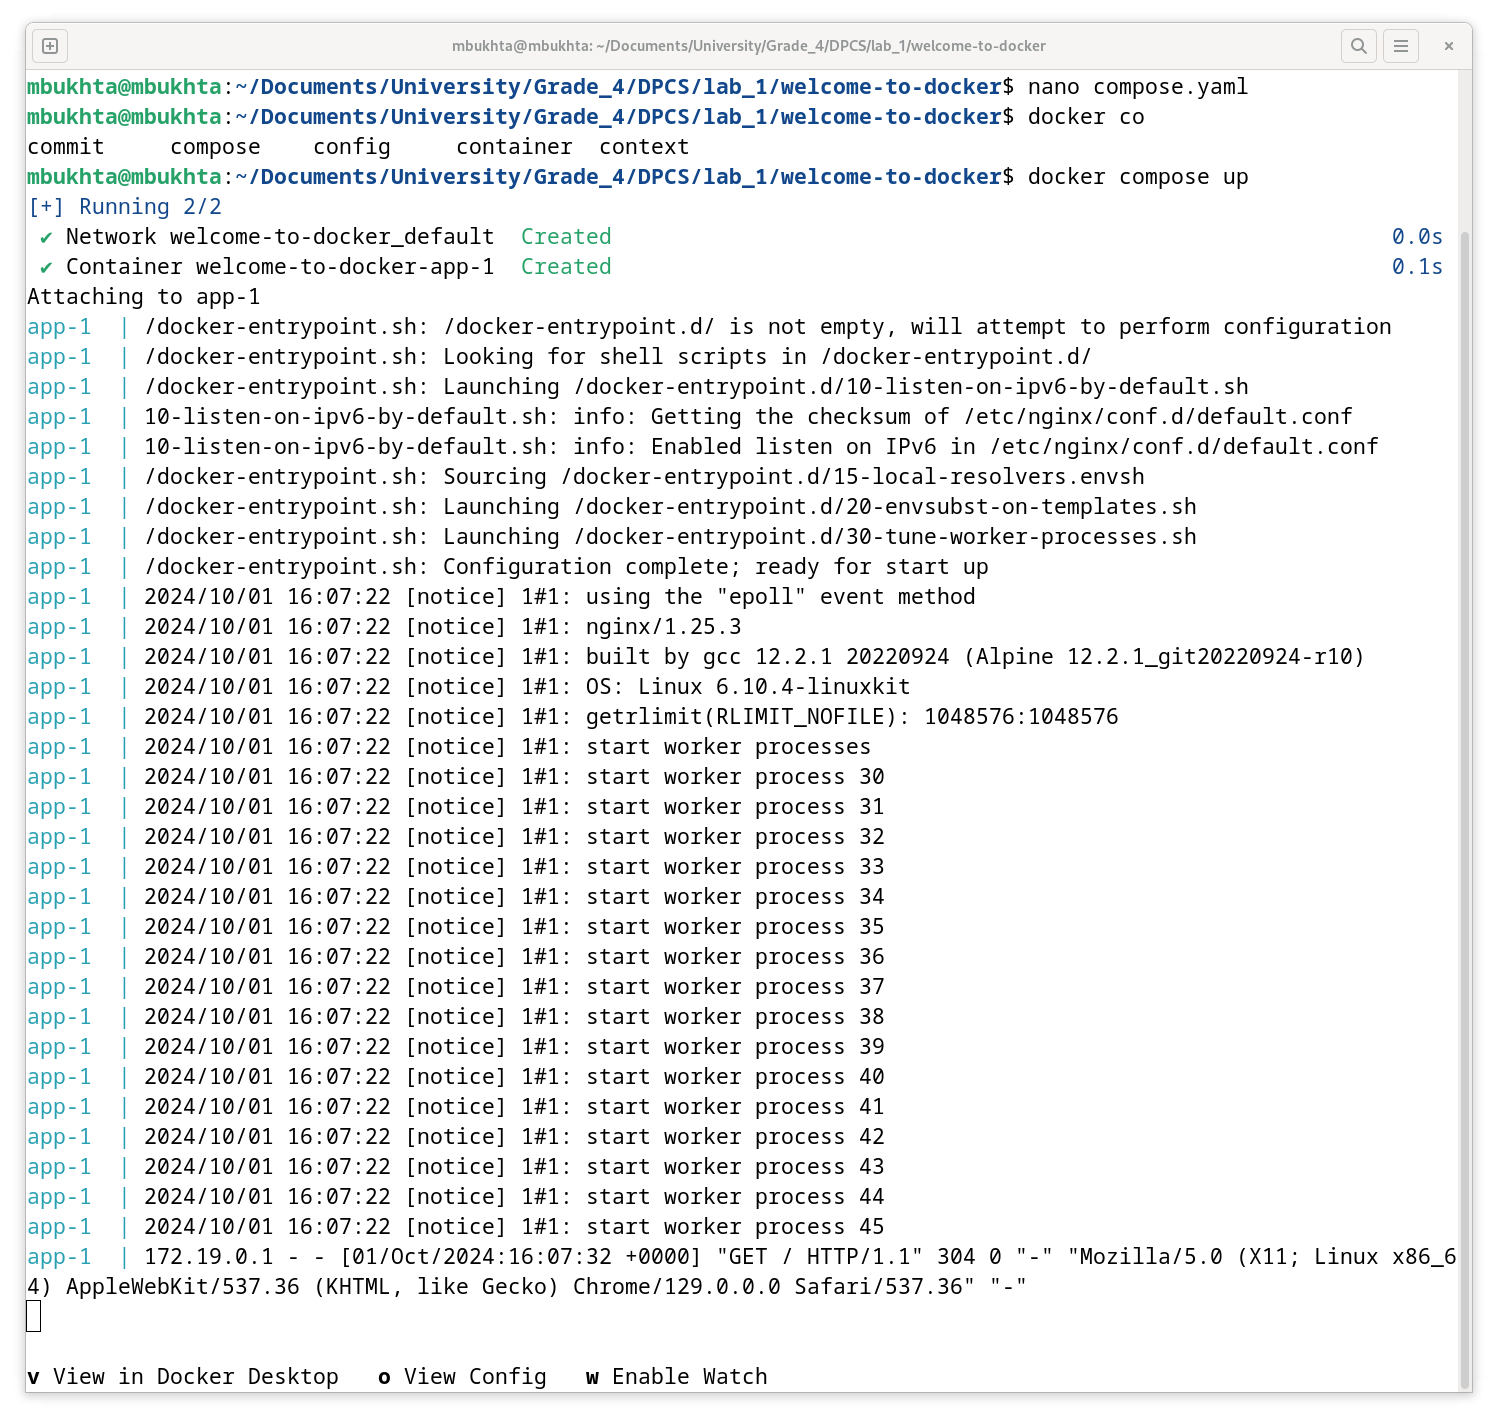 mbukhta@mbukhta: ~/Documents/University/Grade_4/DPCS/lab_1/welcome-to-docker
mbukhta@mbukhta:~/Documents/University/Grade_4/DPCS/lab_1/welcome-to-docker$ nano compose.yaml
mbukhta@mbukhta:~/Documents/University/Grade_4/DPCS/lab_1/welcome-to-docker$ docker co
commit     compose    config     container  context
mbukhta@mbukhta:~/Documents/University/Grade_4/DPCS/lab_1/welcome-to-docker$ docker compose up
[+] Running 2/2
 ✔ Network welcome-to-docker_default  Created 0.0s
 ✔ Container welcome-to-docker-app-1  Created 0.1s
Attaching to app-1
app-1  | /docker-entrypoint.sh: /docker-entrypoint.d/ is not empty, will attempt to perform configuration
app-1  | /docker-entrypoint.sh: Looking for shell scripts in /docker-entrypoint.d/
app-1  | /docker-entrypoint.sh: Launching /docker-entrypoint.d/10-listen-on-ipv6-by-default.sh
app-1  | 10-listen-on-ipv6-by-default.sh: info: Getting the checksum of /etc/nginx/conf.d/default.conf
app-1  | 10-listen-on-ipv6-by-default.sh: info: Enabled listen on IPv6 in /etc/nginx/conf.d/default.conf
app-1  | /docker-entrypoint.sh: Sourcing /docker-entrypoint.d/15-local-resolvers.envsh
app-1  | /docker-entrypoint.sh: Launching /docker-entrypoint.d/20-envsubst-on-templates.sh
app-1  | /docker-entrypoint.sh: Launching /docker-entrypoint.d/30-tune-worker-processes.sh
app-1  | /docker-entrypoint.sh: Configuration complete; ready for start up
app-1  | 2024/10/01 16:07:22 [notice] 1#1: using the "epoll" event method
app-1  | 2024/10/01 16:07:22 [notice] 1#1: nginx/1.25.3
app-1  | 2024/10/01 16:07:22 [notice] 1#1: built by gcc 12.2.1 20220924 (Alpine 12.2.1_git20220924-r10)
app-1  | 2024/10/01 16:07:22 [notice] 1#1: OS: Linux 6.10.4-linuxkit
app-1  | 2024/10/01 16:07:22 [notice] 1#1: getrlimit(RLIMIT_NOFILE): 1048576:1048576
app-1  | 2024/10/01 16:07:22 [notice] 1#1: start worker processes
app-1  | 2024/10/01 16:07:22 [notice] 1#1: start worker process 30
app-1  | 2024/10/01 16:07:22 [notice] 1#1: start worker process 31
app-1  | 2024/10/01 16:07:22 [notice] 1#1: start worker process 32
app-1  | 2024/10/01 16:07:22 [notice] 1#1: start worker process 33
app-1  | 2024/10/01 16:07:22 [notice] 1#1: start worker process 34
app-1  | 2024/10/01 16:07:22 [notice] 1#1: start worker process 35
app-1  | 2024/10/01 16:07:22 [notice] 1#1: start worker process 36
app-1  | 2024/10/01 16:07:22 [notice] 1#1: start worker process 37
app-1  | 2024/10/01 16:07:22 [notice] 1#1: start worker process 38
app-1  | 2024/10/01 16:07:22 [notice] 1#1: start worker process 39
app-1  | 2024/10/01 16:07:22 [notice] 1#1: start worker process 40
app-1  | 2024/10/01 16:07:22 [notice] 1#1: start worker process 41
app-1  | 2024/10/01 16:07:22 [notice] 1#1: start worker process 42
app-1  | 2024/10/01 16:07:22 [notice] 1#1: start worker process 43
app-1  | 2024/10/01 16:07:22 [notice] 1#1: start worker process 44
app-1  | 2024/10/01 16:07:22 [notice] 1#1: start worker process 45
app-1  | 172.19.0.1 - - [01/Oct/2024:16:07:32 +0000] "GET / HTTP/1.1" 304 0 "-" "Mozilla/5.0 (X11; Linux x86_6
4) AppleWebKit/537.36 (KHTML, like Gecko) Chrome/129.0.0.0 Safari/537.36" "-"
v View in Docker Desktop   o View Config   w Enable Watch